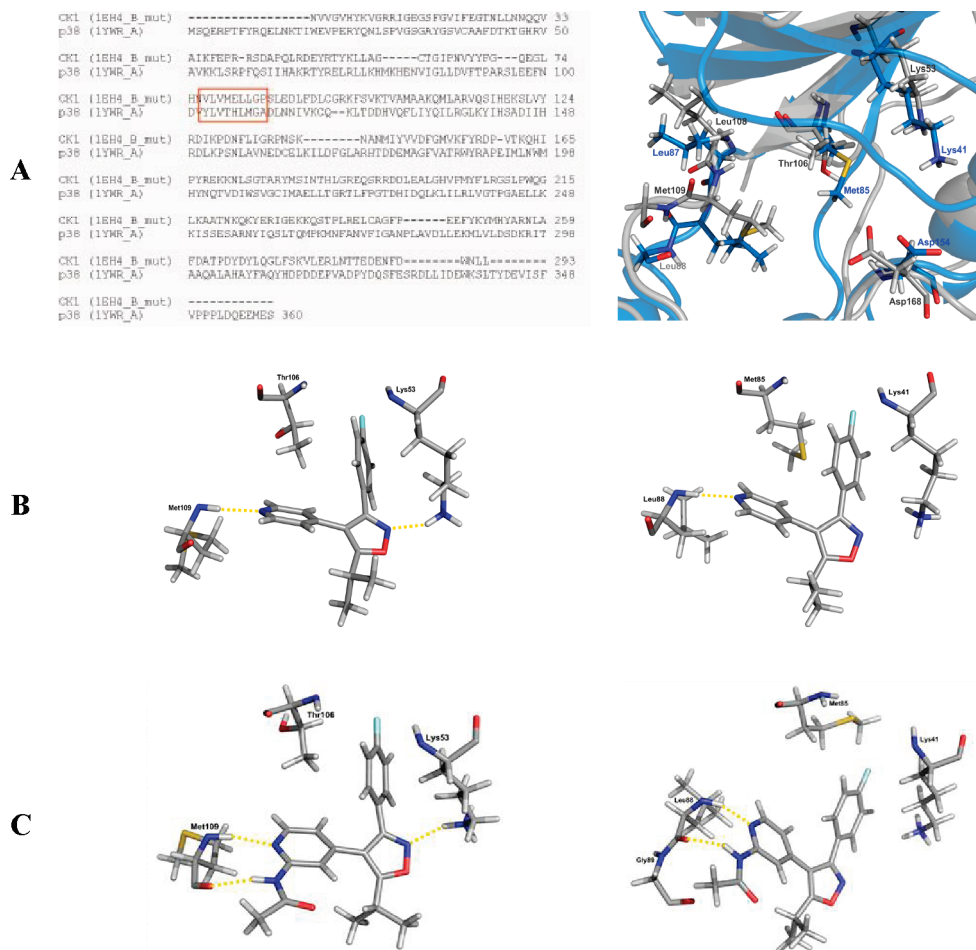 A
CK1 (1EH4_B_mut) ----------------NVVGVHYKVGRRIGEGSFGVIFEGTNLLNNQQV 33
p38 (1YWR_A) MSQERPTFYRQELNKTIWEVPERYQNLSPVGSGAYGSVCAAFDTKTGHRV 50
CK1 (1EH4_B_mut) AIKFEPR-RSDAPQLRDEYRTYKLLAG------CTGIPNVYYFG--QEGL 74
p38 (1YWR_A) AVKKLSRPFQSIIHAKRTYRELRLLKHMKHENVIGLLDVFTPARSLEEFN 100
CK1 (1EH4_B_mut) HNVLVMELLGPSLEDLFDLCGRKFSVKTVAMAAKQMLARVQSIHEKSLVY 124
p38 (1YWR_A) DVYLVTHLMGADLNNIVKCQ--KLTDDHVQFLIYQILRGLKYIHSADIIH 148
CK1 (1EH4_B_mut) RDIKPDNFLIGRPNSK---------NANMIYVVDFGMVKFYRDP-VTKQHI 165
p38 (1YWR_A) RDLKPSNLAVNEDCELKILDFGLARHTDDEMAGFVATRWYRAPEIMLNWM 198
CK1 (1EH4_B_mut) PYREKKNLSGTARYMSINTHLGREQSRRDDLEALGHVFMYFLRGSLPWQG 215
p38 (1YWR_A) HYNQTVDIWSVGCIMAELLTGRTLFPGTDHIDQLKLILRLVGTPGAELLK 248
CK1 (1EH4_B_mut) LKAATNKQKYERIGEKKQSTPLRELCAGFP------EEFYKYMHYARNLA 259
p38 (1YWR_A) KISSESARNYIQSLTQMPKMNFANVFIGANPLAVDLLEKMLVLDSDKRIT 298
CK1 (1EH4_B_mut) FDATPDYDYLQGLFSKVLERLNTTEDENFD--------WNLL-------- 293
p38 (1YWR_A) AAQALAHAYFAQYHDPDDEPVADPYDQSFESRDLLIDEWKSLTYDEVISF 348
CK1 (1EH4_B_mut) ------------
p38 (1YWR_A) VPPPLDQEEMES 360
Lys53
Leu108
Lys41
Leu87
Thr106
Met109
Met85
Asp154
Leu88
Asp168
B
Thr106
Lys53
Met109
Met85
Lys41
Leu88
C
Thr106
Lys53
Met109
Met85
Lys41
Leu88
Gly89